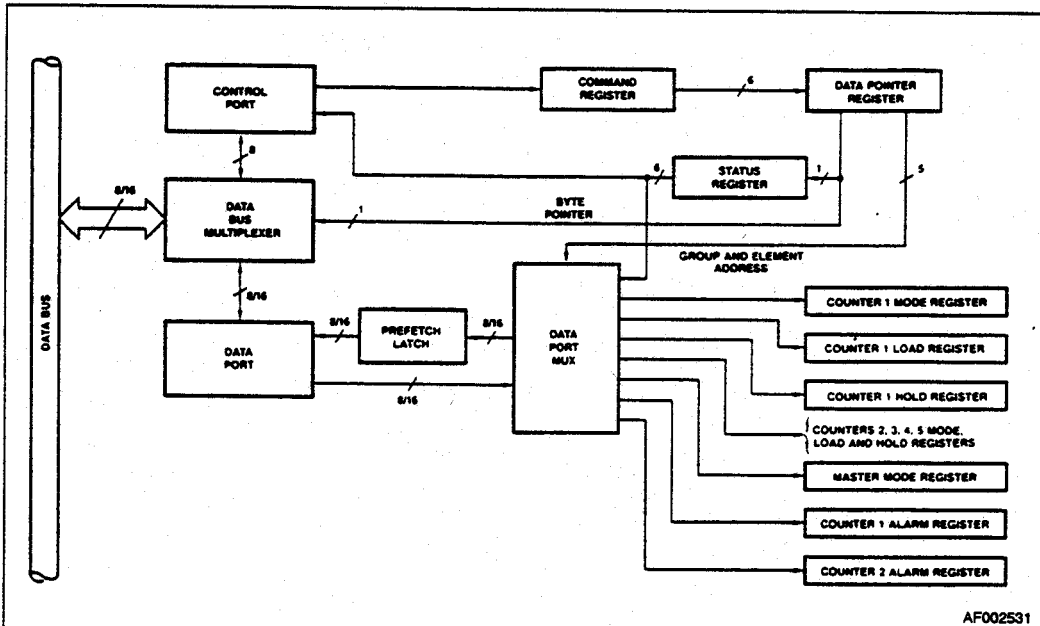 CONTROL
PORT
COMMAND
REGISTER
6
DATA POINTER
REGISTER
8
8/16
DATA
BUS
MULTIPLEXER
6
STATUS
REGISTER
1
5
BYTE
POINTER
1
GROUP AND ELEMENT
ADDRESS
DATA BUS
8/16
DATA
PORT
8/16
PREFETCH
LATCH
8/16
8/16
DATA
PORT
MUX
COUNTER 1 MODE REGISTER
COUNTER 1 LOAD REGISTER
COUNTER 1 HOLD REGISTER
COUNTERS 2, 3, 4, 5 MODE,
LOAD AND HOLD REGISTERS
MASTER MODE REGISTER
COUNTER 1 ALARM REGISTER
COUNTER 2 ALARM REGISTER
AF002531